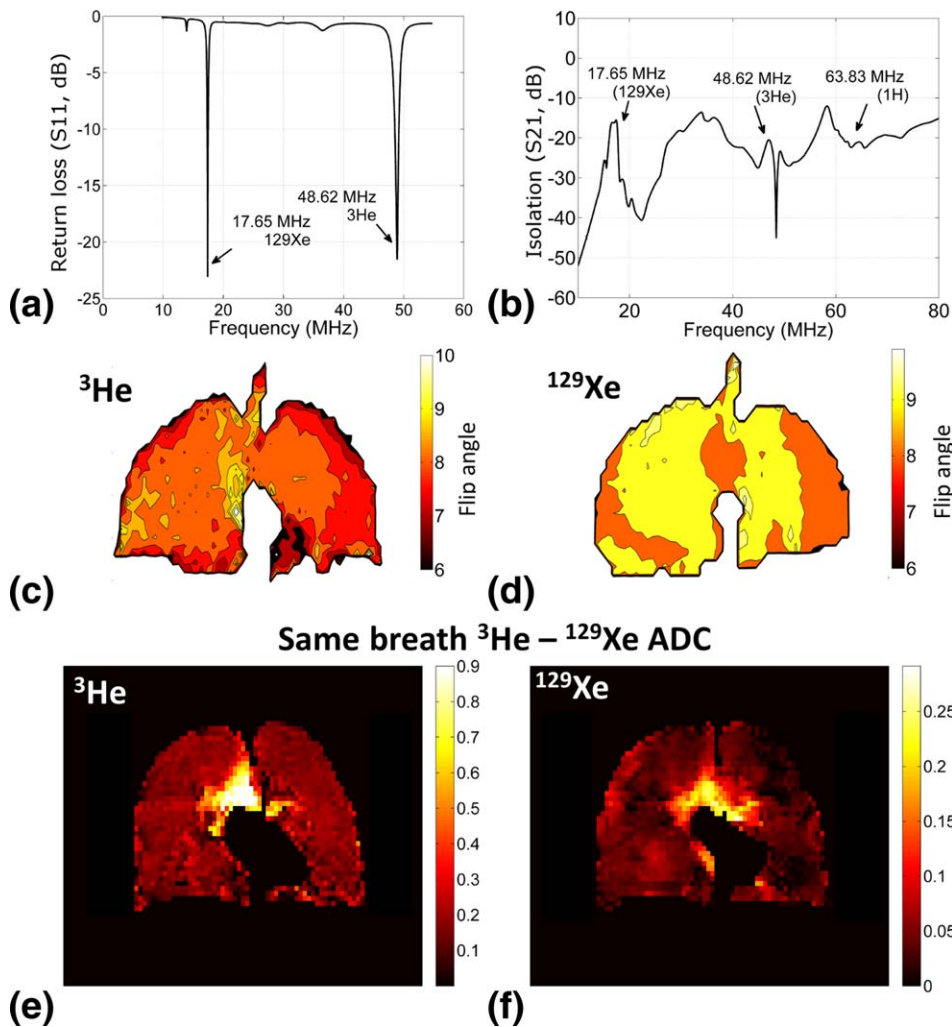 0
-5
-10
-15
-20
-25
Return loss (S11, dB)
48.62 MHz
3He
17.65 MHz
129Xe
0 10 20 30 40 50 60
Frequency (MHz)
(a)
20
10
0
-10
-20
-30
-40
-50
-60
Isolation (S21, dB)
17.65 MHz
(129Xe)
48.62 MHz
(3He)
63.83 MHz
(1H)
20 40 60 80
Frequency (MHz)
(b)
³He
10
9
8
7
6
Flip angle
(c)
¹²⁹Xe
9
8
7
6
Flip angle
(d)
Same breath ³He – ¹²⁹Xe ADC
³He
0.9
0.8
0.7
0.6
0.5
0.4
0.3
0.2
0.1
(e)
¹²⁹Xe
0.25
0.2
0.15
0.1
0.05
0
(f)